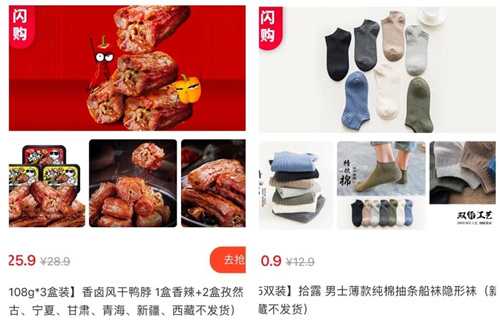 闪
购
25.9 ¥28.9
去抢
108g*3盒装】香卤风干鸭脖 1盒香辣+2盒孜然
古、宁夏、甘肃、青海、新疆、西藏不发货）
闪
购
精梳
棉
双锆工艺
0.9 ¥12.9
5双装】拾露 男士薄款纯棉抽条船袜隐形袜（新
藏不发货）